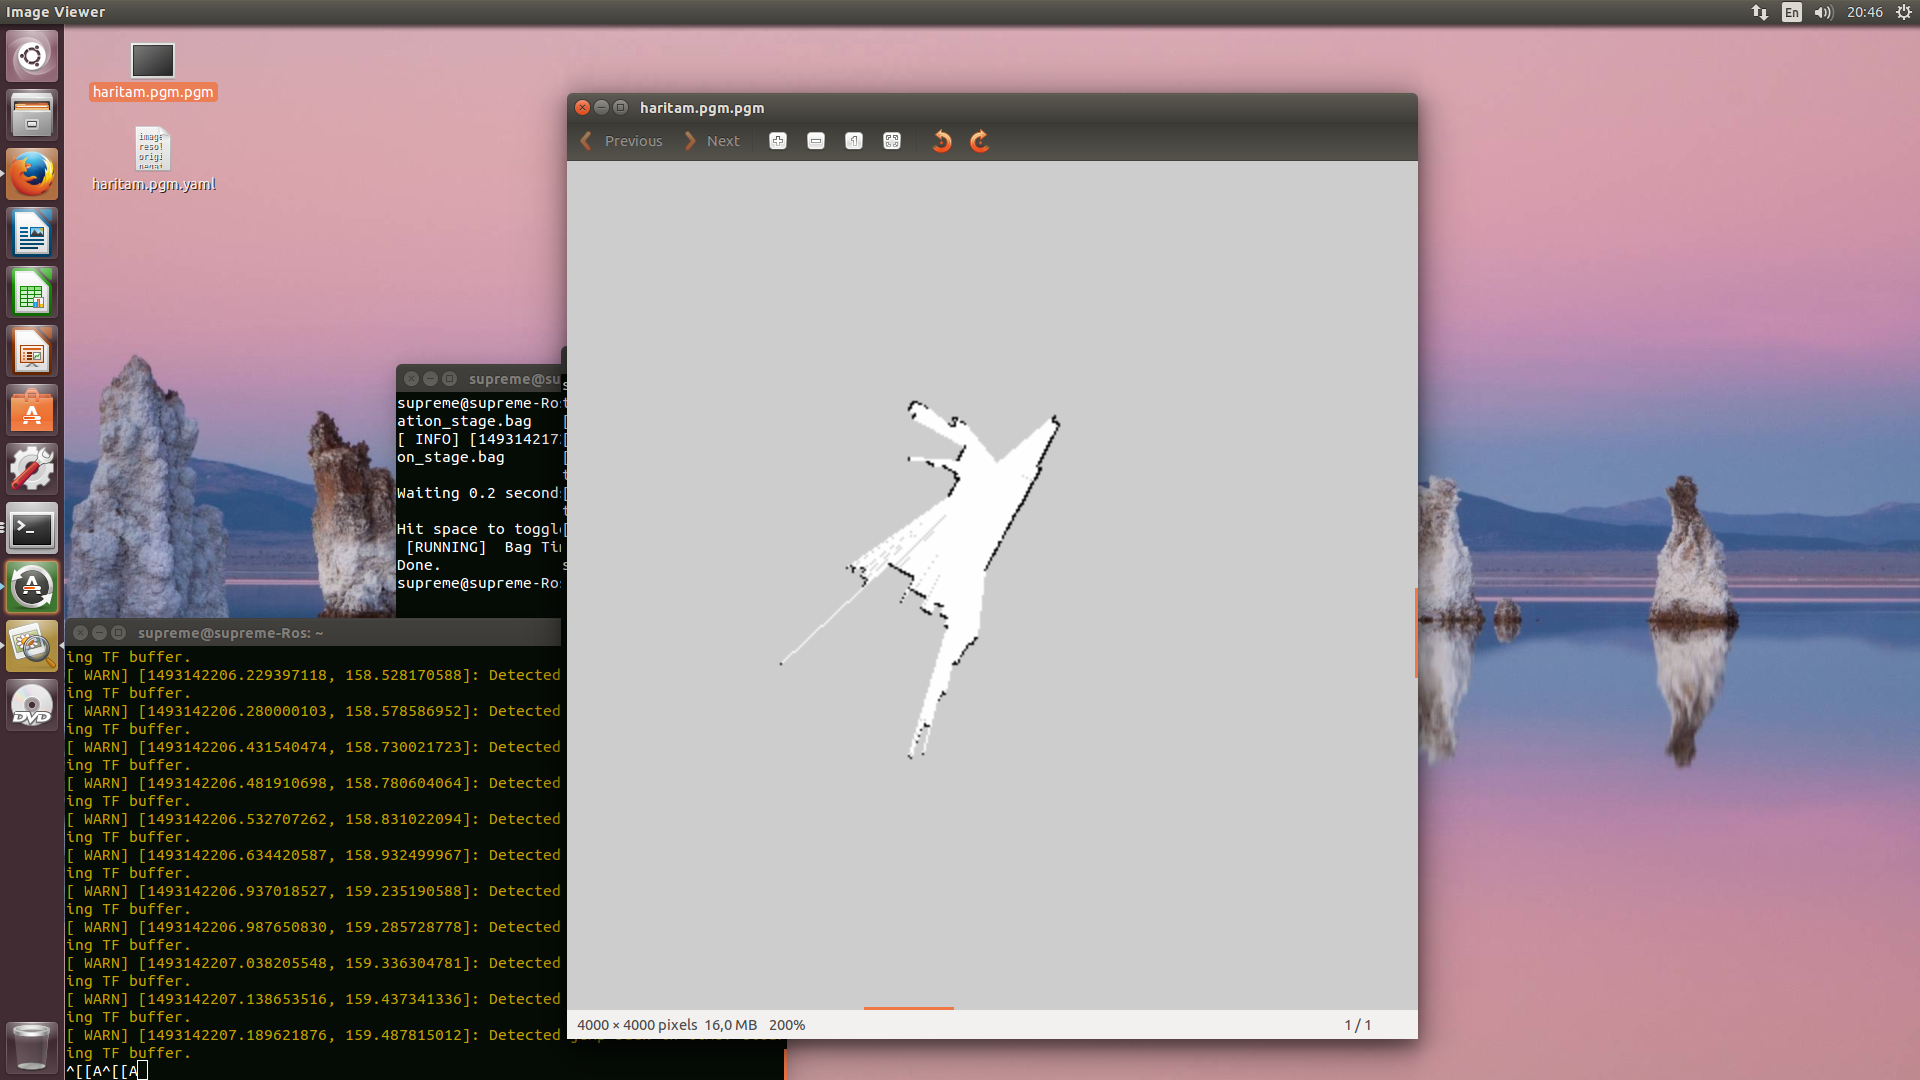 Image Viewer
En
20:46
haritam.pgm.pgm
image
resol
origi
negat
haritam.pgm.yaml
haritam.pgm.pgm
Previous
Next
supreme@su
supreme@supreme-Ro
ation_stage.bag
[ INFO] [149314217
on_stage.bag
Waiting 0.2 second
Hit space to toggl
[RUNNING]  Bag Ti
Done.
supreme@supreme-Ro
supreme@supreme-Ros: ~
ing TF buffer.
[ WARN] [1493142206.229397118, 158.528170588]: Detected
ing TF buffer.
[ WARN] [1493142206.280000103, 158.578586952]: Detected
ing TF buffer.
[ WARN] [1493142206.431540474, 158.730021723]: Detected
ing TF buffer.
[ WARN] [1493142206.481910698, 158.780604064]: Detected
ing TF buffer.
[ WARN] [1493142206.532707262, 158.831022094]: Detected
ing TF buffer.
[ WARN] [1493142206.634420587, 158.932499967]: Detected
ing TF buffer.
[ WARN] [1493142206.937018527, 159.235190588]: Detected
ing TF buffer.
[ WARN] [1493142206.987650830, 159.285728778]: Detected
ing TF buffer.
[ WARN] [1493142207.038205548, 159.336304781]: Detected
ing TF buffer.
[ WARN] [1493142207.138653516, 159.437341336]: Detected
ing TF buffer.
[ WARN] [1493142207.189621876, 159.487815012]: Detected
ing TF buffer.
^[[A^[[A
4000 × 4000 pixels  16,0 MB  200%
1 / 1
DVD